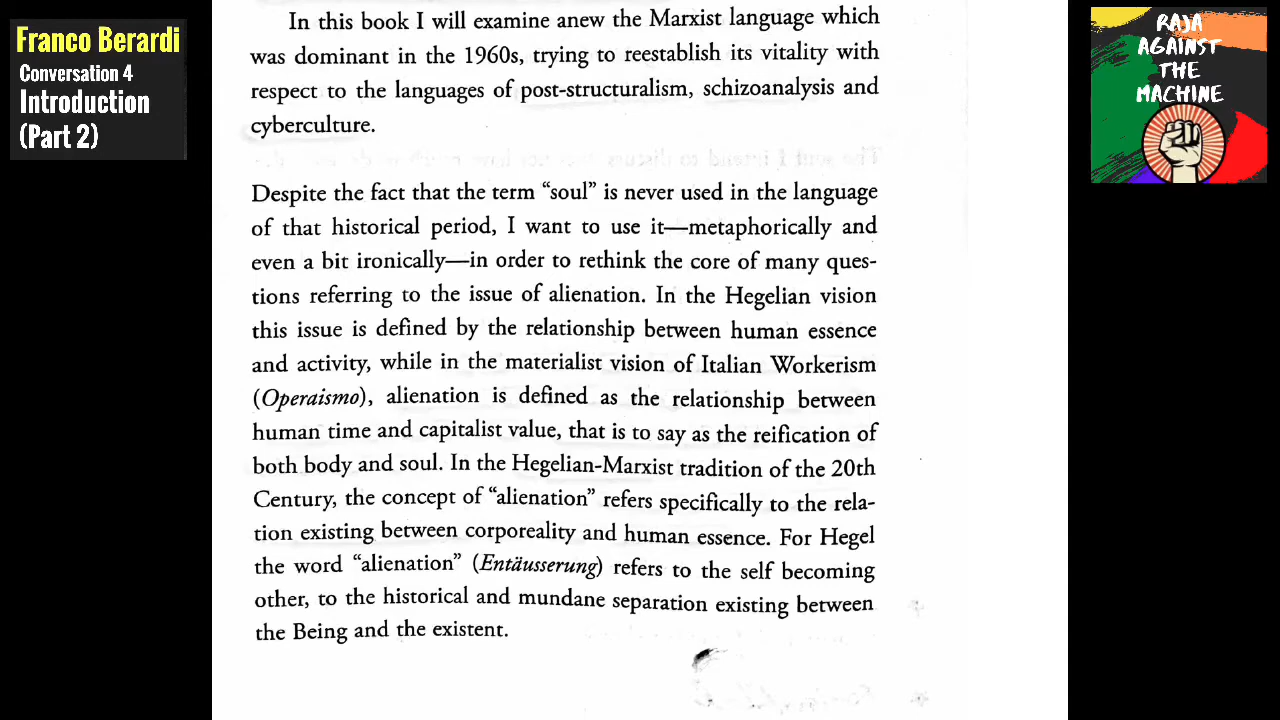 Franco Berardi
Conversation 4
Introduction
(Part 2)
RAJA
AGAINST
THE
MACHINE
In this book I will examine anew the Marxist language which
was dominant in the 1960s, trying to reestablish its vitality with
respect to the languages of post-structuralism, schizoanalysis and
cyberculture.
Despite the fact that the term “soul” is never used in the language
of that historical period, I want to use it—metaphorically and
even a bit ironically—in order to rethink the core of many ques-
tions referring to the issue of alienation. In the Hegelian vision
this issue is defined by the relationship between human essence
and activity, while in the materialist vision of Italian Workerism
(Operaismo), alienation is defined as the relationship between
human time and capitalist value, that is to say as the reification of
both body and soul. In the Hegelian-Marxist tradition of the 20th
Century, the concept of “alienation” refers specifically to the rela-
tion existing between corporeality and human essence. For Hegel
the word “alienation” (Entäusserung) refers to the self becoming
other, to the historical and mundane separation existing between
the Being and the existent.